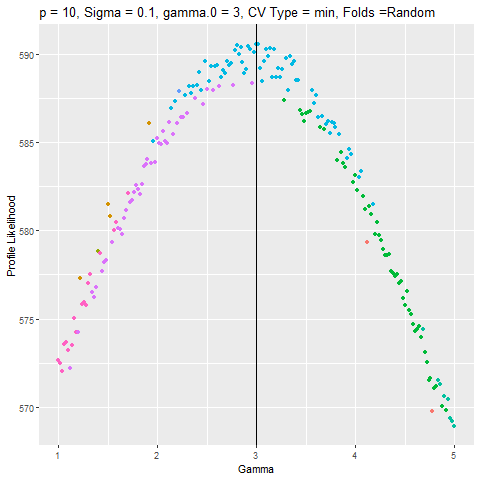 p = 10, Sigma = 0.1, gamma.0 = 3, CV Type = min, Folds =Random
Profile Likelihood
590
585
580
575
570
1 2 3 4 5
Gamma